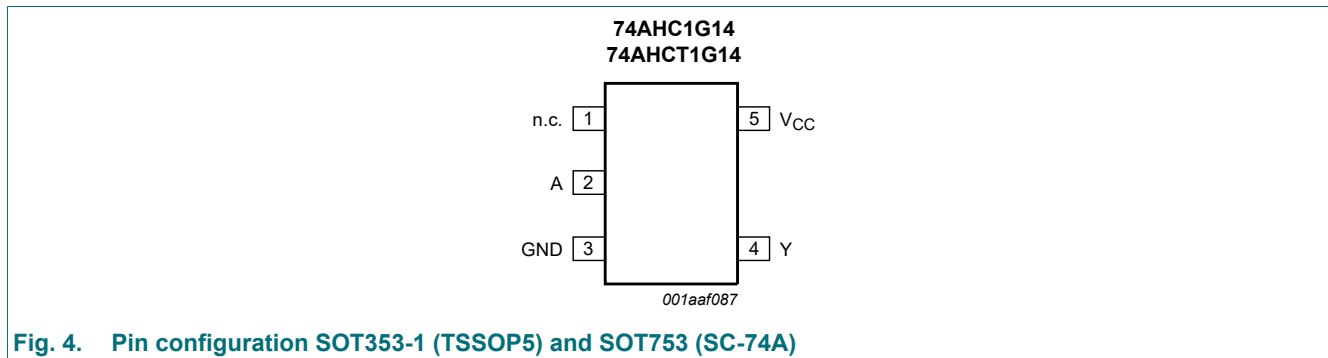 74AHC1G14
74AHCT1G14
n.c. 1
5 VCC
A 2
GND 3
4 Y
001aaf087
Fig. 4. Pin configuration SOT353-1 (TSSOP5) and SOT753 (SC-74A)